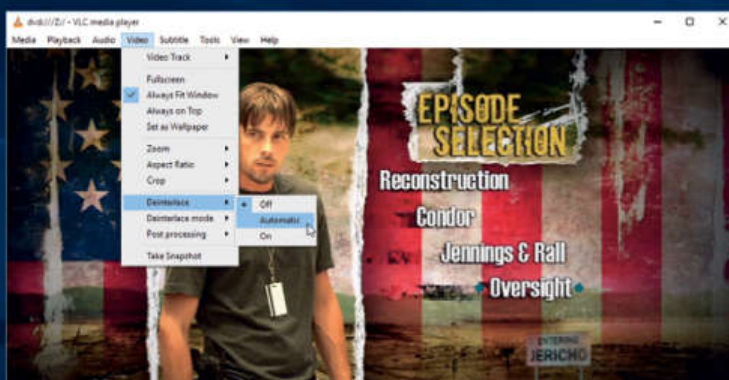 dvd:///Z:/ - VLC media player
Media Playback Audio Video Subtitle Tools View Help
Video Track
Fullscreen
Always Fit Window
Always on Top
Set as Wallpaper
Zoom
Aspect Ratio
Crop
Deinterlace
Deinterlace mode
Post processing
Take Snapshot
Off
Automatic
On
EPISODE
SELECTION
Reconstruction
Condor
Jennings & Rall
Oversight
ENTERING
JERICHO